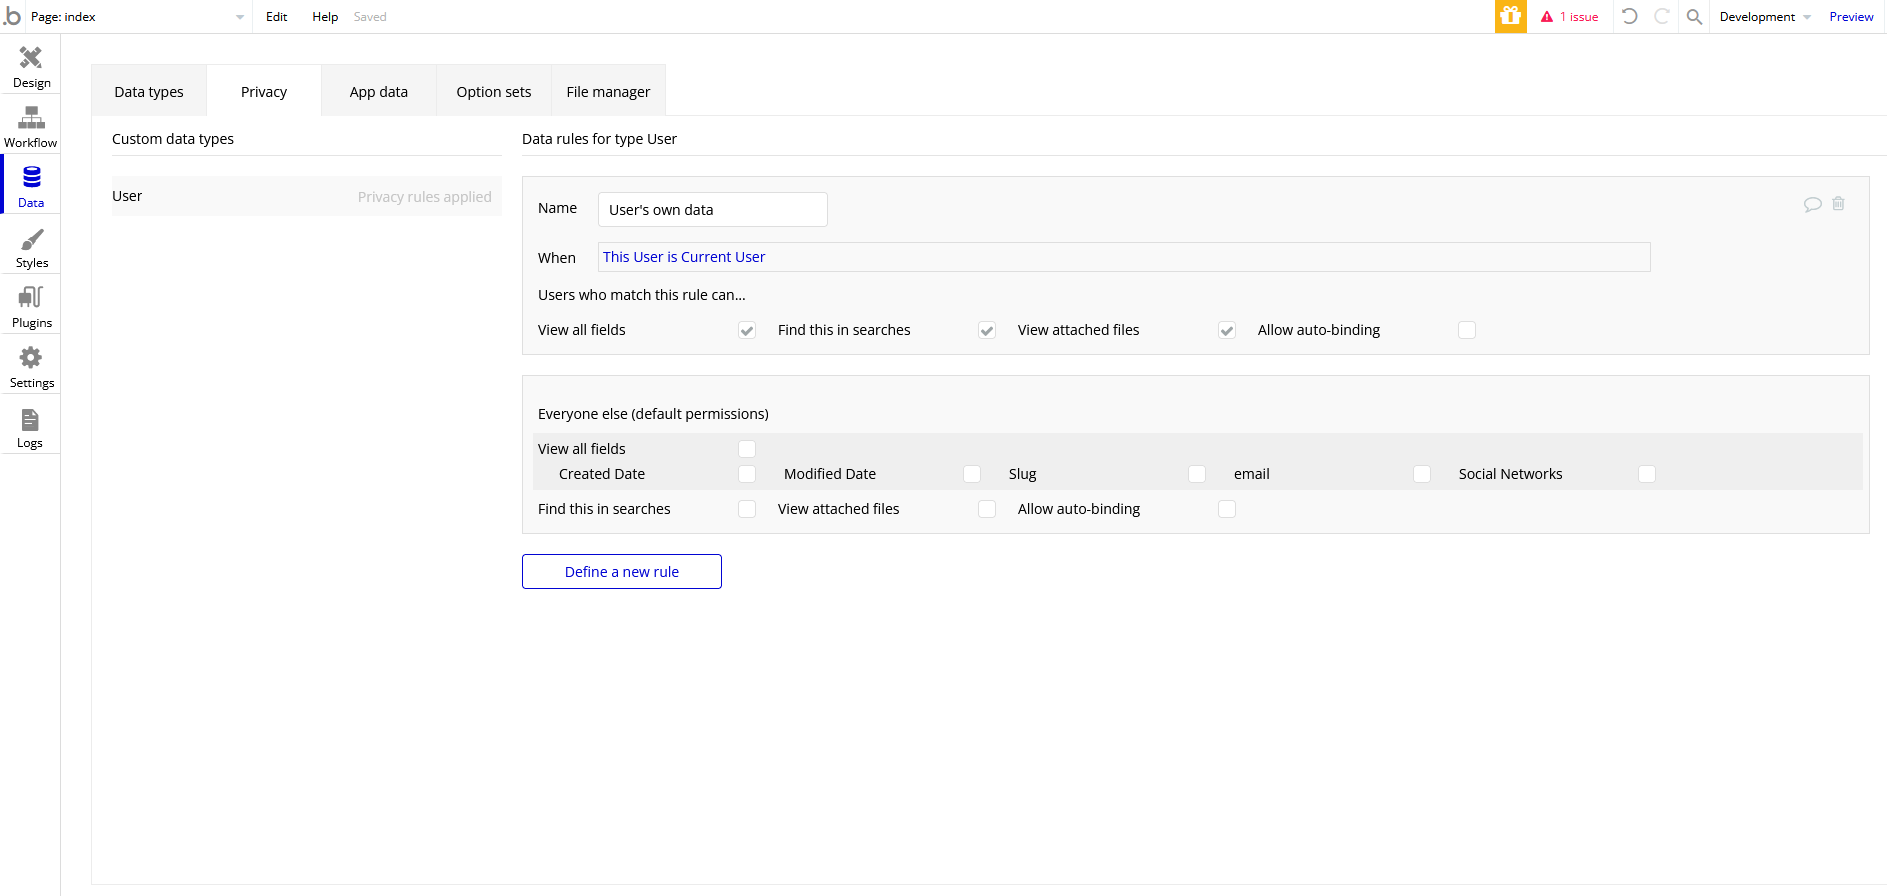 .b Page: index Edit Help Saved 1 issue Development Preview
Design
Workflow
Data
Styles
Plugins
Settings
Logs
Data types Privacy App data Option sets File manager
Custom data types
User Privacy rules applied
Data rules for type User
Name User's own data
When This User is Current User
Users who match this rule can...
View all fields Find this in searches View attached files Allow auto-binding
Everyone else (default permissions)
View all fields
Created Date Modified Date Slug email Social Networks
Find this in searches View attached files Allow auto-binding
Define a new rule